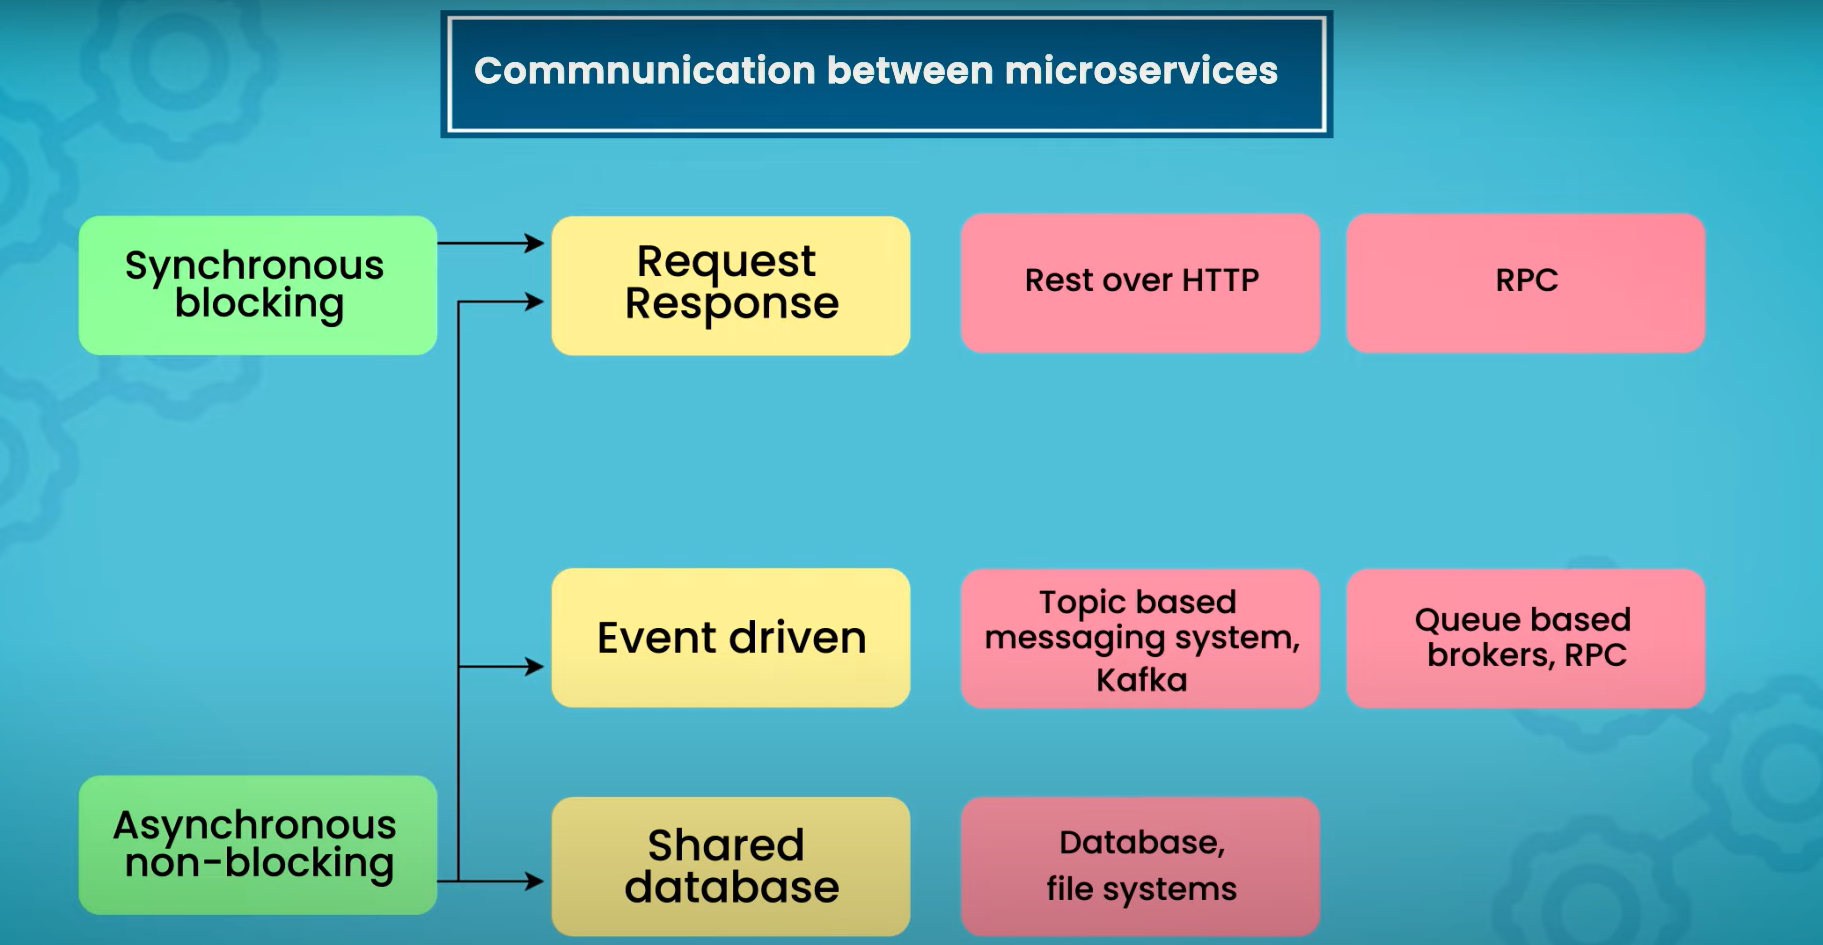 Commnunication between microservices
Synchronous
blocking
Request
Response
Rest over HTTP
RPC
Event driven
Topic based
messaging system,
Kafka
Queue based
brokers, RPC
Asynchronous
non-blocking
Shared
database
Database,
file systems